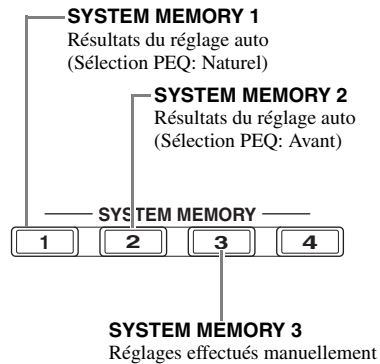 SYSTEM MEMORY 1
Résultats du réglage auto
(Sélection PEQ: Naturel)
SYSTEM MEMORY 2
Résultats du réglage auto
(Sélection PEQ: Avant)
SYSTEM MEMORY
1 2 3 4
SYSTEM MEMORY 3
Réglages effectués manuellement